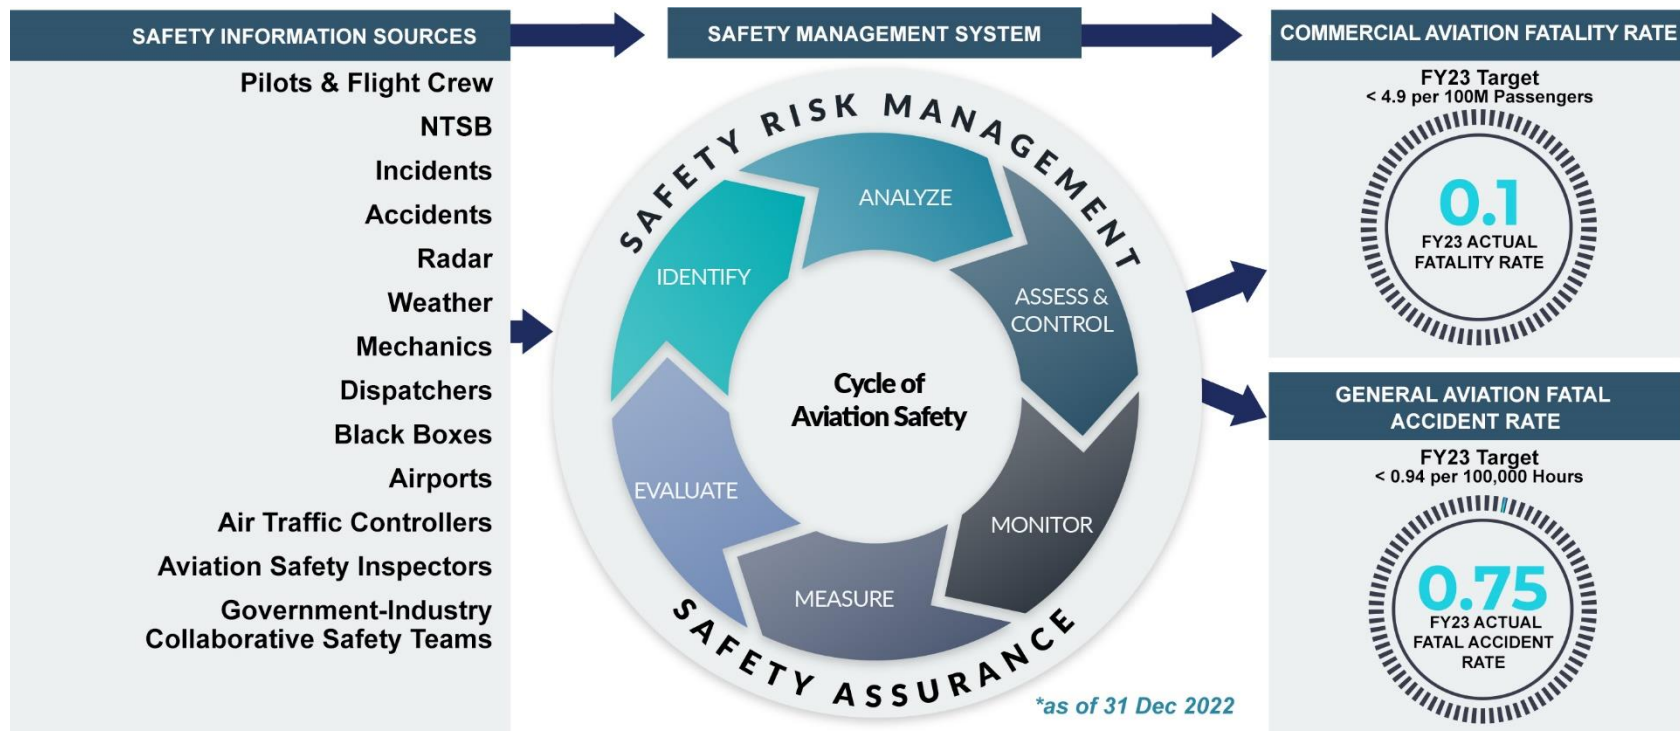 SAFETY INFORMATION SOURCES
Pilots & Flight Crew
NTSB
Incidents
Accidents
Radar
Weather
Mechanics
Dispatchers
Black Boxes
Airports
Air Traffic Controllers
Aviation Safety Inspectors
Government-Industry
Collaborative Safety Teams
SAFETY MANAGEMENT SYSTEM
SAFETY RISK MANAGEMENT
IDENTIFY
ANALYZE
ASSESS &
CONTROL
MONITOR
MEASURE
EVALUATE
Cycle of
Aviation Safety
SAFETY ASSURANCE
*as of 31 Dec 2022
COMMERCIAL AVIATION FATALITY RATE
FY23 Target
< 4.9 per 100M Passengers
0.1
FY23 ACTUAL
FATALITY RATE
GENERAL AVIATION FATAL
ACCIDENT RATE
FY23 Target
< 0.94 per 100,000 Hours
0.75
FY23 ACTUAL
FATAL ACCIDENT
RATE